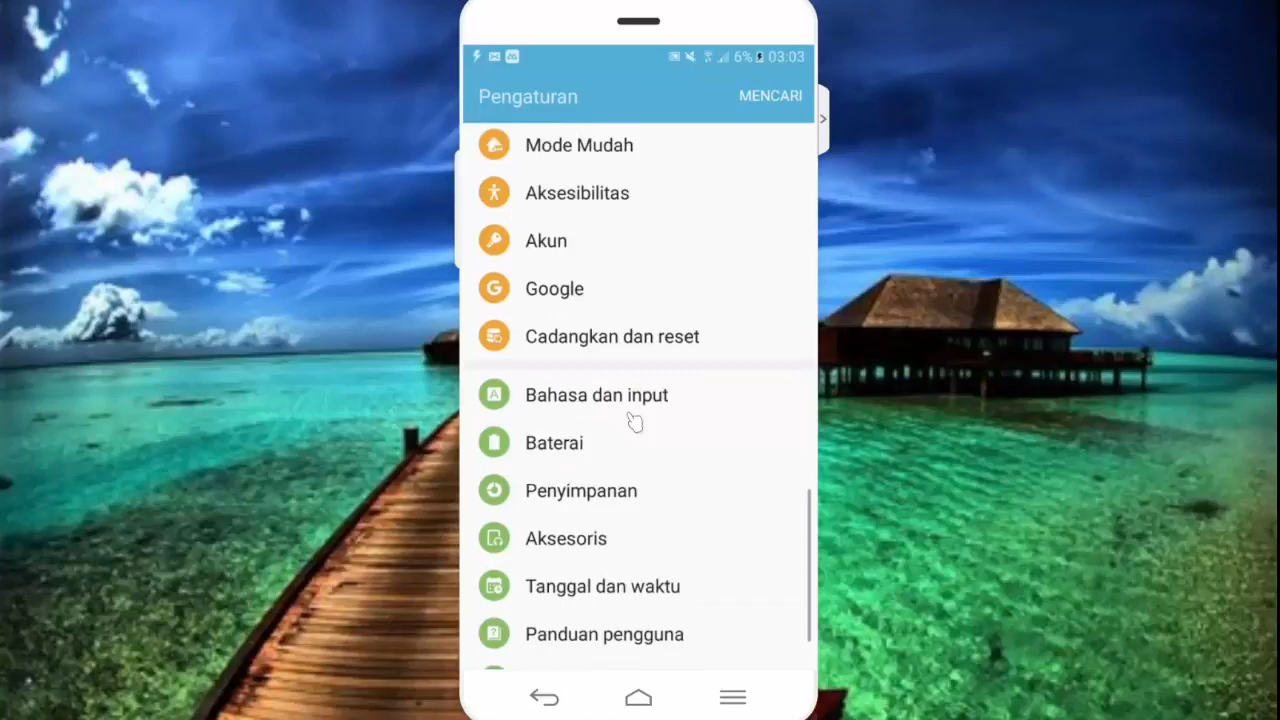 6% 03:03
Pengaturan MENCARI
Mode Mudah
Aksesibilitas
Akun
Google
Cadangkan dan reset
Bahasa dan input
Baterai
Penyimpanan
Aksesoris
Tanggal dan waktu
Panduan pengguna